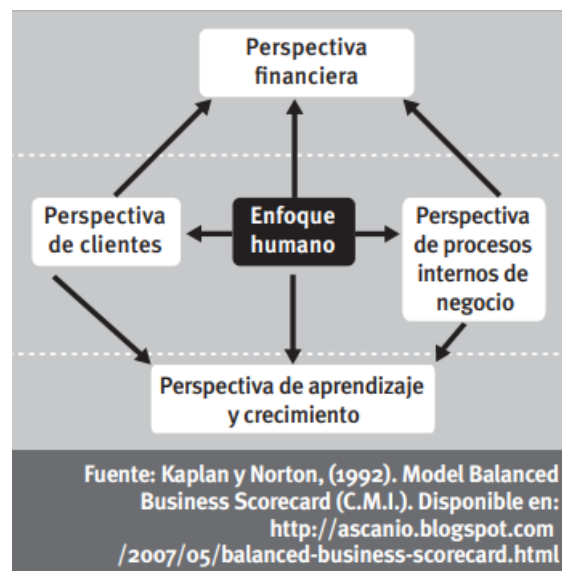 Perspectiva
financiera
Perspectiva
de clientes
Enfoque
humano
Perspectiva
de procesos
internos de
negocio
Perspectiva de aprendizaje
y crecimiento
Fuente: Kaplan y Norton, (1992). Model Balanced
Business Scorecard (C.M.I.). Disponible en:
http://ascanio.blogspot.com
/2007/05/balanced-business-scorecard.html